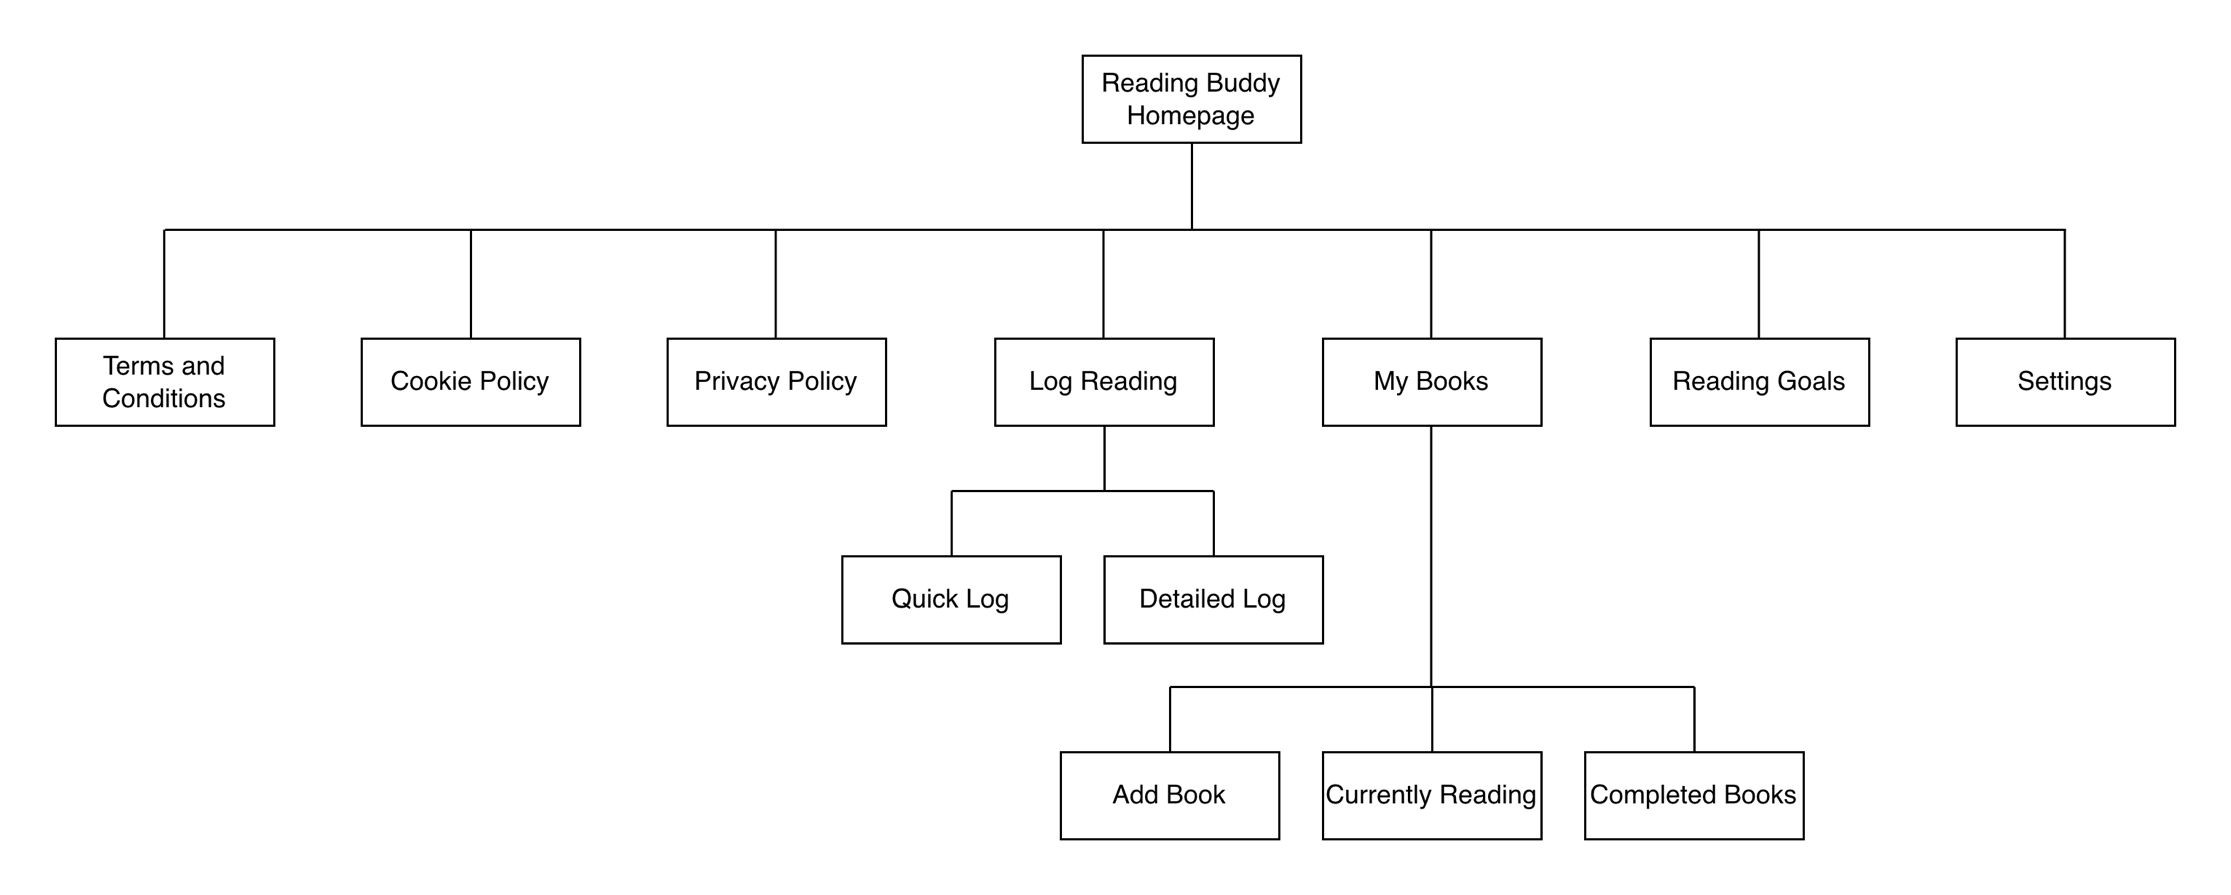 Reading Buddy
Homepage
Terms and
Conditions
Cookie Policy
Privacy Policy
Log Reading
My Books
Reading Goals
Settings
Quick Log
Detailed Log
Add Book
Currently Reading
Completed Books